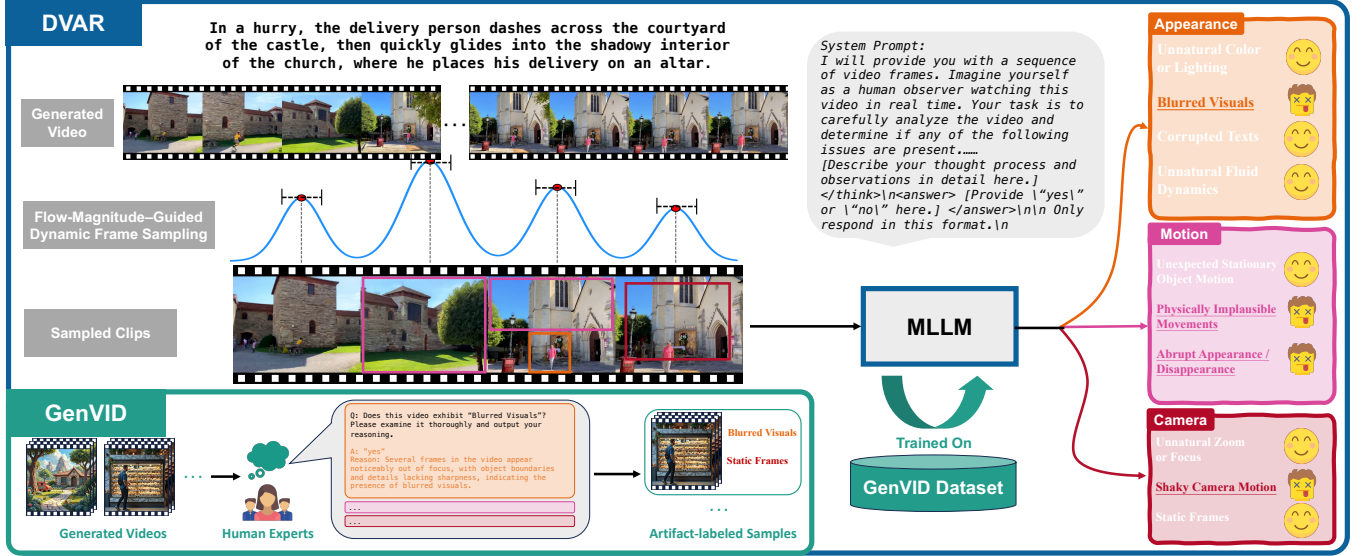 DVAR
In a hurry, the delivery person dashes across the courtyard
of the castle, then quickly glides into the shadowy interior
of the church, where he places his delivery on an altar.
Generated
Video
...
Flow-Magnitude–Guided
Dynamic Frame Sampling
Sampled Clips
System Prompt:
I will provide you with a sequence
of video frames. Imagine yourself
as a human observer watching this
video in real time. Your task is to
carefully analyze the video and
determine if any of the following
issues are present.……
[Describe your thought process and
observations in detail here.]
</think>\n<answer> [Provide \“yes\”
or \“no\” here.] </answer>\n\n Only
respond in this format.\n
MLLM
Trained On
GenVID Dataset
Appearance
Unnatural Color
or Lighting
Blurred Visuals
Corrupted Texts
Unnatural Fluid
Dynamics
Motion
Unexpected Stationary
Object Motion
Physically Implausible
Movements
Abrupt Appearance /
Disappearance
Camera
Unnatural Zoom
or Focus
Shaky Camera Motion
Static Frames
GenVID
...
Generated Videos
Human Experts
Q: Does this video exhibit “Blurred Visuals”?
Please examine it thoroughly and output your
reasoning.
A: “yes”
Reason: Several frames in the video appear
noticeably out of focus, with object boundaries
and details lacking sharpness, indicating the
presence of blurred visuals.
...
...
Blurred Visuals
Static Frames
...
Artifact-labeled Samples